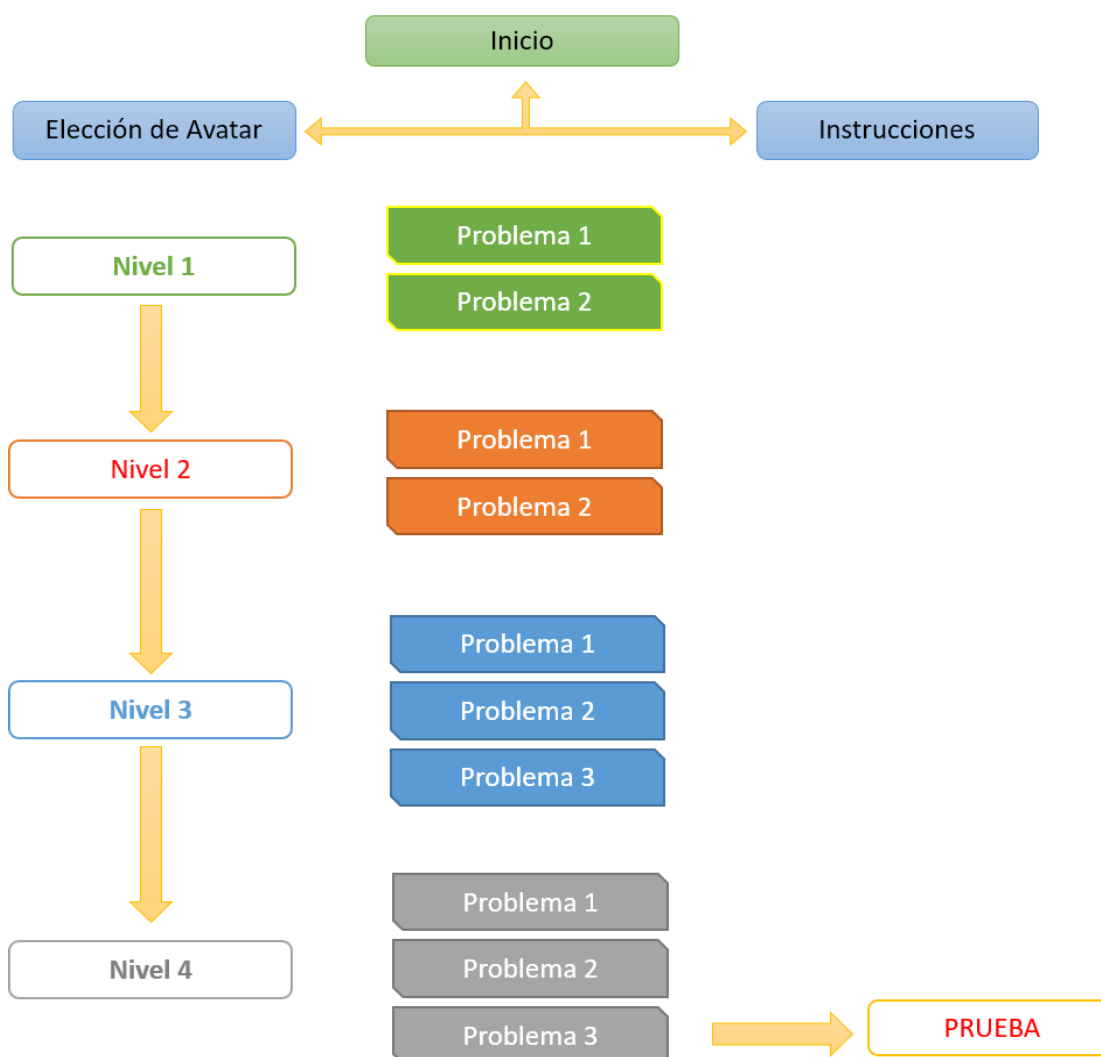 Inicio
Elección de Avatar
Instrucciones
Nivel 1
Problema 1
Problema 2
Nivel 2
Problema 1
Problema 2
Nivel 3
Problema 1
Problema 2
Problema 3
Nivel 4
Problema 1
Problema 2
Problema 3
PRUEBA